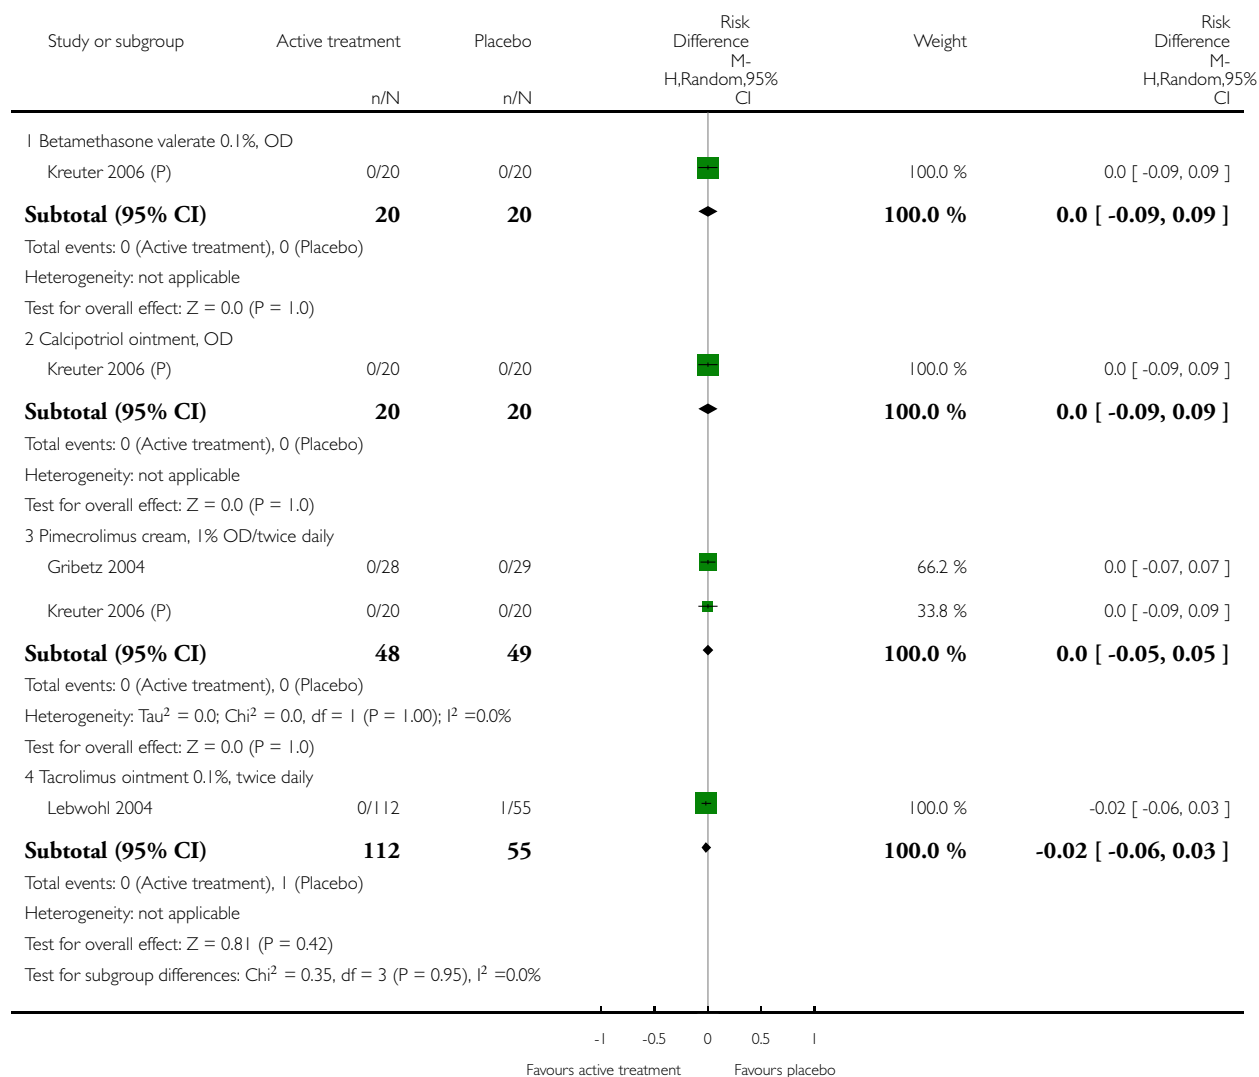 Study or subgroup Active treatment Placebo Risk Difference M-H,Random,95% CI Weight Risk Difference M-H,Random,95% CI
n/N n/N
1 Betamethasone valerate 0.1%, OD
Kreuter 2006 (P) 0/20 0/20 100.0 % 0.0 [ -0.09, 0.09 ]
Subtotal (95% CI) 20 20 100.0 % 0.0 [ -0.09, 0.09 ]
Total events: 0 (Active treatment), 0 (Placebo)
Heterogeneity: not applicable
Test for overall effect: Z = 0.0 (P = 1.0)
2 Calcipotriol ointment, OD
Kreuter 2006 (P) 0/20 0/20 100.0 % 0.0 [ -0.09, 0.09 ]
Subtotal (95% CI) 20 20 100.0 % 0.0 [ -0.09, 0.09 ]
Total events: 0 (Active treatment), 0 (Placebo)
Heterogeneity: not applicable
Test for overall effect: Z = 0.0 (P = 1.0)
3 Pimecrolimus cream, 1% OD/twice daily
Gribetz 2004 0/28 0/29 66.2 % 0.0 [ -0.07, 0.07 ]
Kreuter 2006 (P) 0/20 0/20 33.8 % 0.0 [ -0.09, 0.09 ]
Subtotal (95% CI) 48 49 100.0 % 0.0 [ -0.05, 0.05 ]
Total events: 0 (Active treatment), 0 (Placebo)
Heterogeneity: Tau² = 0.0; Chi² = 0.0, df = 1 (P = 1.00); I² =0.0%
Test for overall effect: Z = 0.0 (P = 1.0)
4 Tacrolimus ointment 0.1%, twice daily
Lebwohl 2004 0/112 1/55 100.0 % -0.02 [ -0.06, 0.03 ]
Subtotal (95% CI) 112 55 100.0 % -0.02 [ -0.06, 0.03 ]
Total events: 0 (Active treatment), 1 (Placebo)
Heterogeneity: not applicable
Test for overall effect: Z = 0.81 (P = 0.42)
Test for subgroup differences: Chi² = 0.35, df = 3 (P = 0.95), I² =0.0%
-1 -0.5 0 0.5 1
Favours active treatment Favours placebo